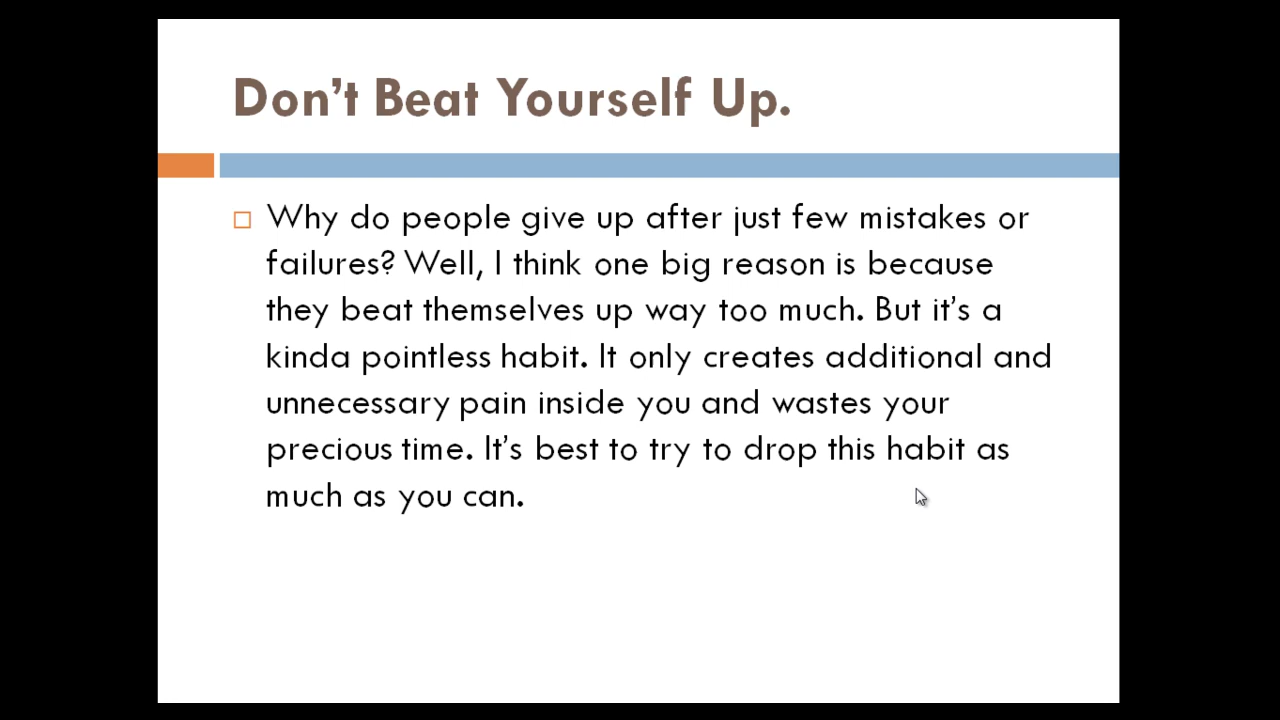 Don't Beat Yourself Up.
Why do people give up after just few mistakes or
failures? Well, I think one big reason is because
they beat themselves up way too much. But it's a
kinda pointless habit. It only creates additional and
unnecessary pain inside you and wastes your
precious time. It's best to try to drop this habit as
much as you can.